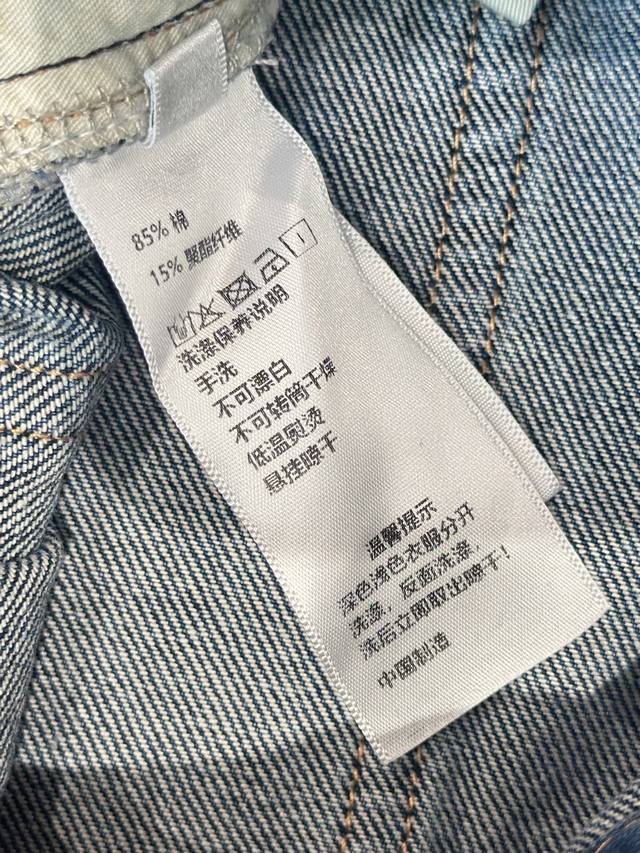 85% 棉
15% 聚酯纤维
洗涤保养说明
手洗
不可漂白
不可转筒干燥
低温熨烫
悬挂晾干
温馨提示
深色浅色衣服分开
洗涤，反面洗涤，
洗后立即取出晾干！
中国制造